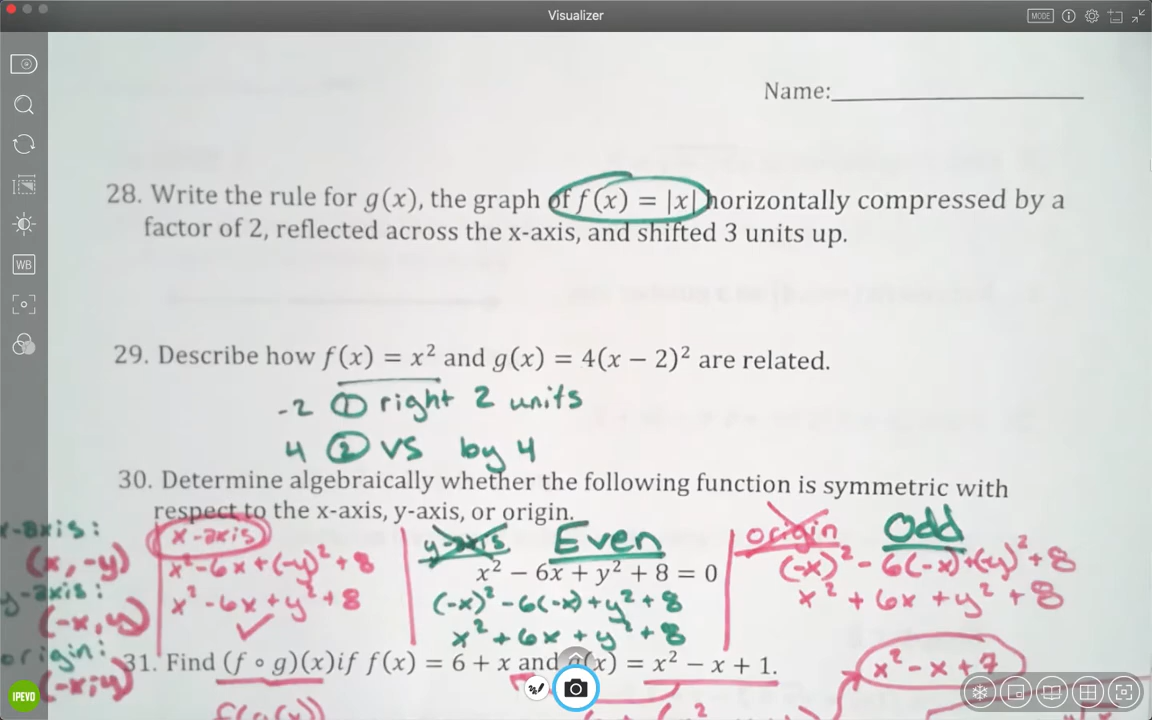 Visualizer
MODE
Name:
28. Write the rule for g(x), the graph of f(x) = |x| horizontally compressed by a
factor of 2, reflected across the x-axis, and shifted 3 units up.
WB
29. Describe how f(x) = x² and g(x) = 4(x − 2)² are related.
-2 ① right 2 units
4 ② VS by 4
30. Determine algebraically whether the following function is symmetric with
respect to the x-axis, y-axis, or origin.
x-axis:
(x, -y)
y-axis:
(-x, y)
origin:
(-x, -y)
x-axis
x² - 6x + (-y)² + 8
x² - 6x + y² + 8
✓
y-axis Even
x² − 6x + y² + 8 = 0
(-x)² - 6(-x) + y² + 8
x² + 6x + y² + 8
origin Odd
(-x)² - 6(-x) + (-y)² + 8
x² + 6x + y² + 8
31. Find (f ∘ g)(x)if f(x) = 6 + x and g(x) = x² − x + 1.
x² - x + 7
f(g(x))
IPEVO